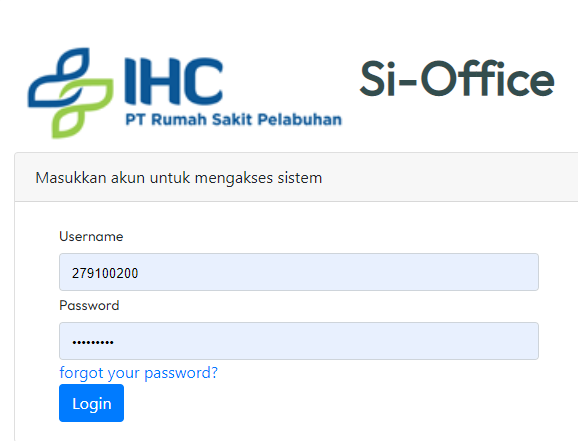 IHC
PT Rumah Sakit Pelabuhan
Si-Office
Masukkan akun untuk mengakses sistem
Username
279100200
Password
•••••••••
forgot your password?
Login